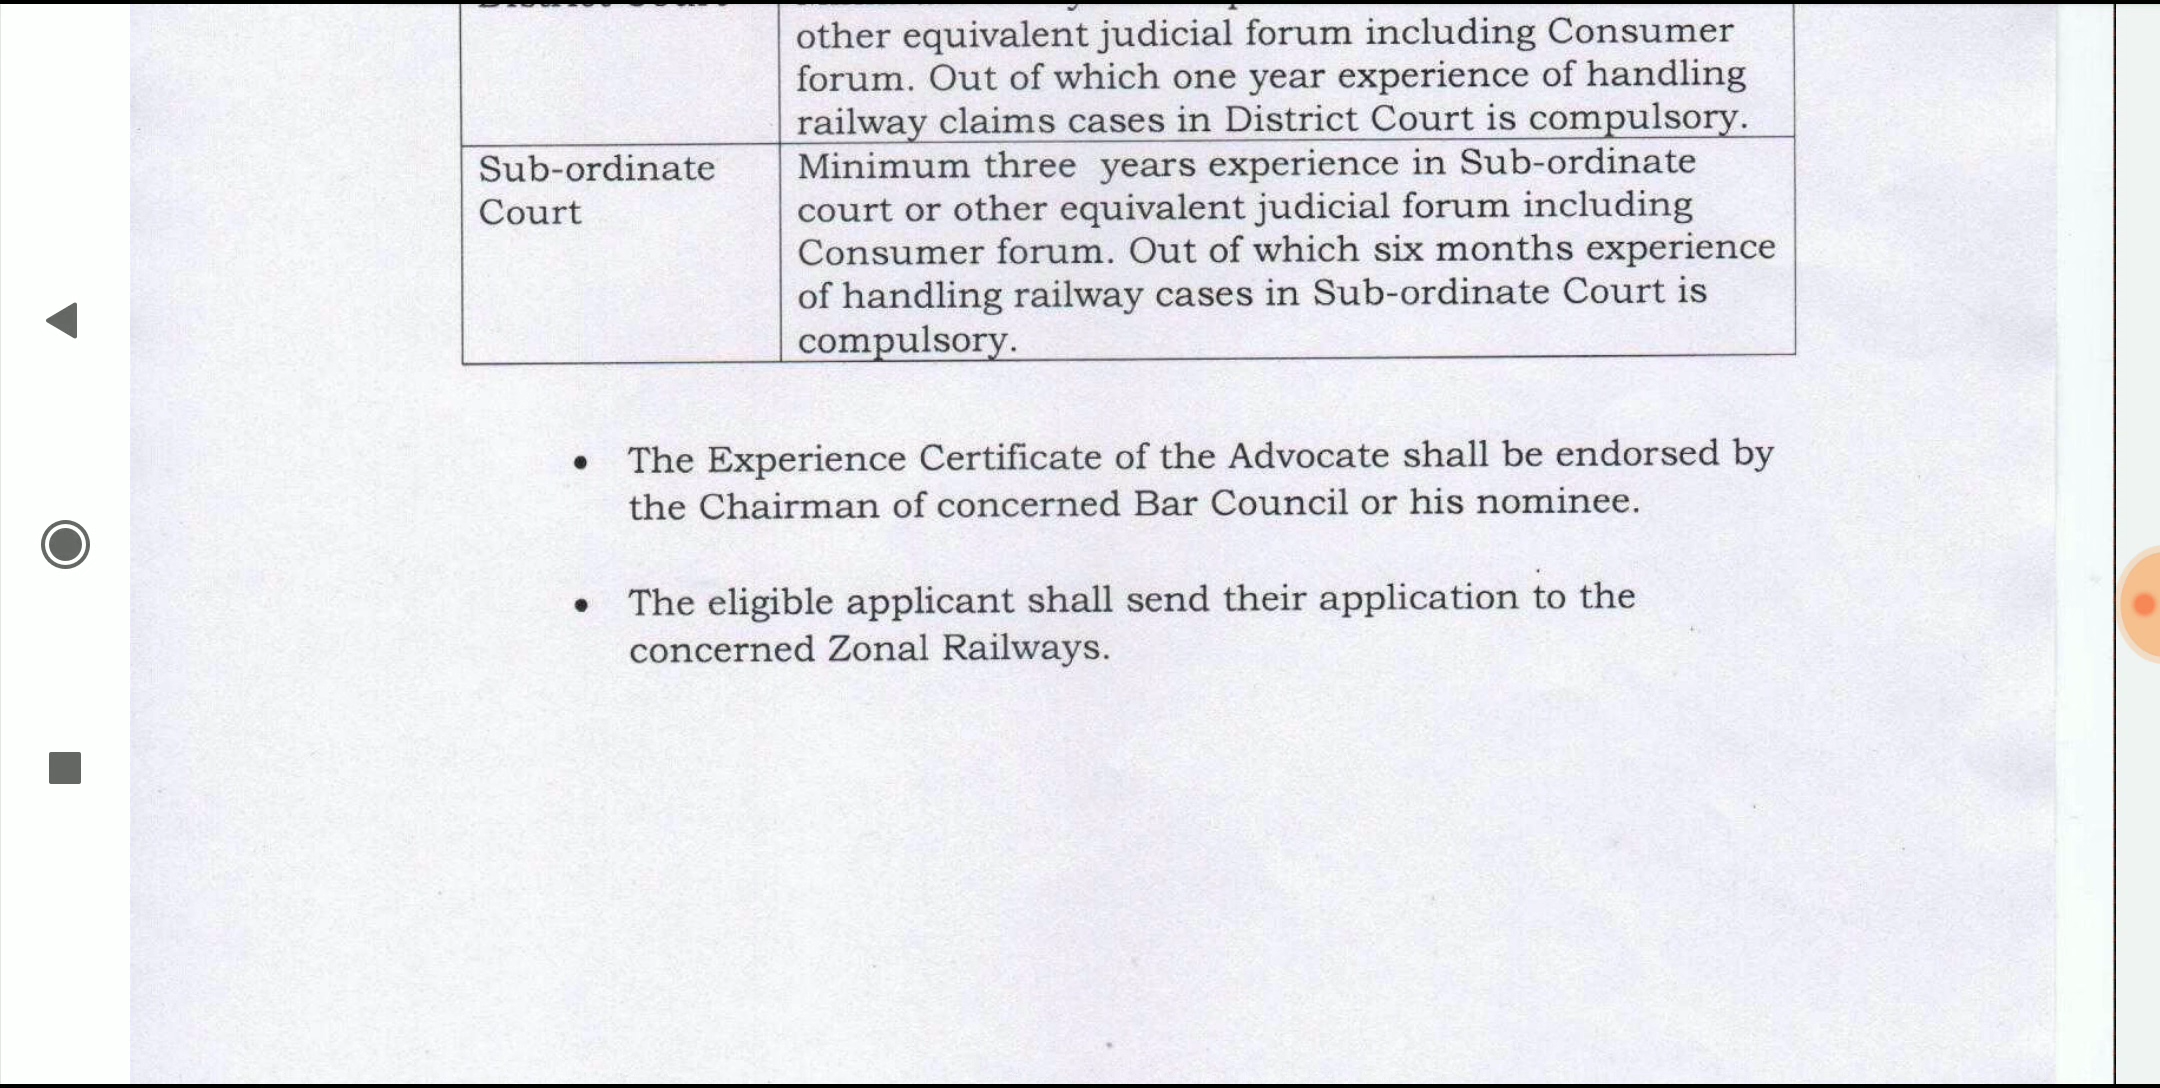 other equivalent judicial forum including Consumer
forum. Out of which one year experience of handling
railway claims cases in District Court is compulsory.
Sub-ordinate
Court
Minimum three years experience in Sub-ordinate
court or other equivalent judicial forum including
Consumer forum. Out of which six months experience
of handling railway cases in Sub-ordinate Court is
compulsory.
• The Experience Certificate of the Advocate shall be endorsed by
the Chairman of concerned Bar Council or his nominee.
• The eligible applicant shall send their application to the
concerned Zonal Railways.